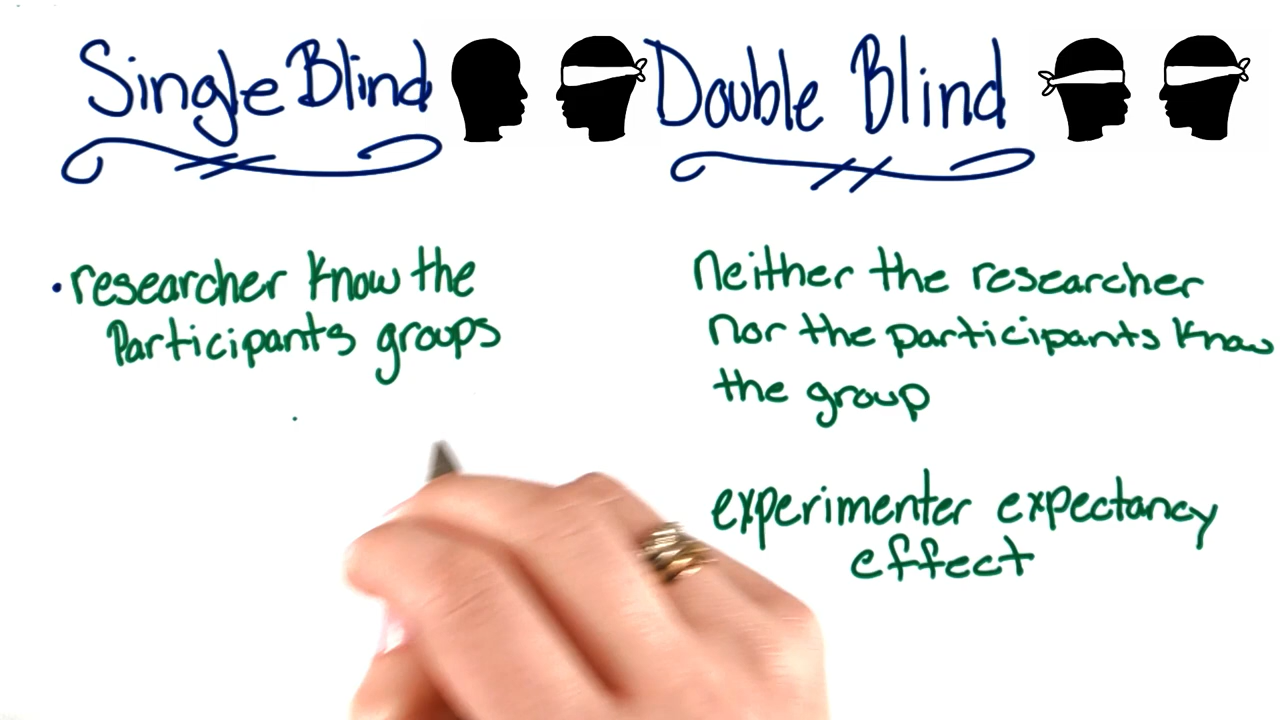 Single Blind
Double Blind
• researcher know the
Participants groups
Neither the researcher
nor the participants know
the group
experimenter expectancy
effect